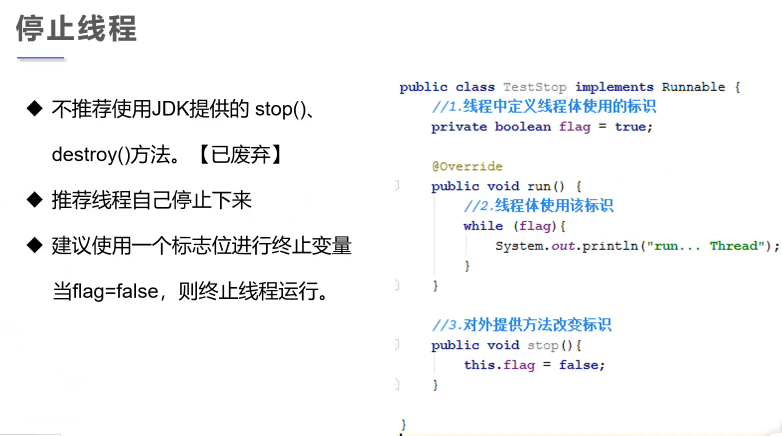 停止线程
◆ 不推荐使用JDK提供的 stop()、
destroy()方法。【已废弃】
◆ 推荐线程自己停止下来
◆ 建议使用一个标志位进行终止变量
当flag=false，则终止线程运行。
public class TestStop implements Runnable {
//1.线程中定义线程体使用的标识
private boolean flag = true;
@Override
public void run() {
//2.线程体使用该标识
while (flag){
System.out.println("run... Thread");
}
}
//3.对外提供方法改变标识
public void stop(){
this.flag = false;
}
}